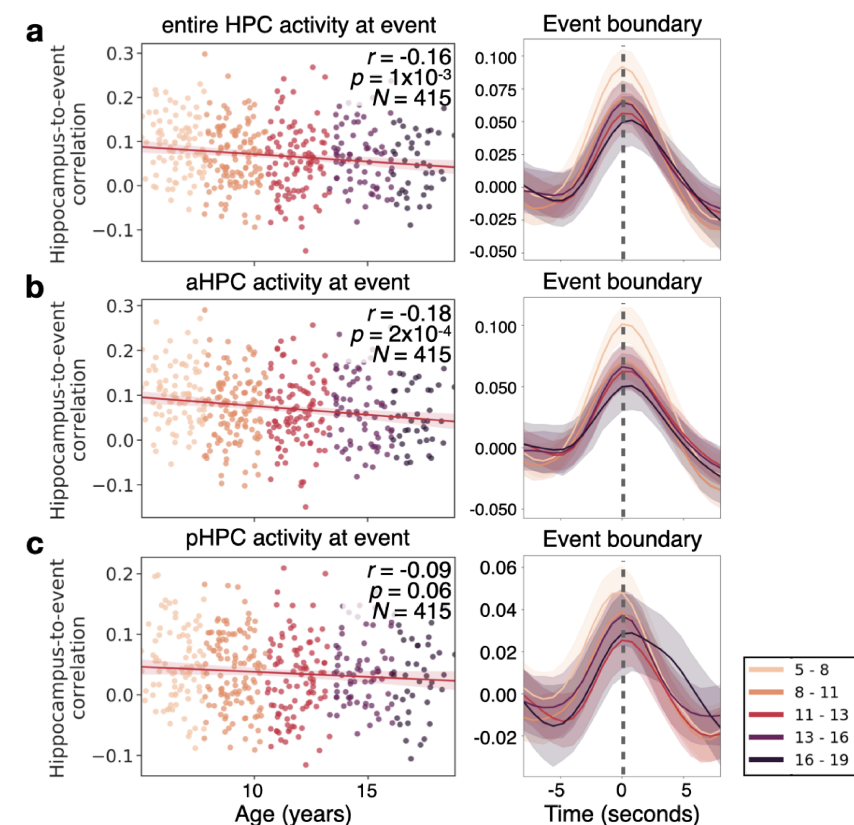 a
entire HPC activity at event
Event boundary
Hippocampus-to-event
correlation
0.3
0.2
0.1
0.0
−0.1
r = -0.16
p = 1x10-3
N = 415
0.100
0.075
0.050
0.025
0.000
-0.025
-0.050
b
aHPC activity at event
Event boundary
Hippocampus-to-event
correlation
0.3
0.2
0.1
0.0
−0.1
r = -0.18
p = 2x10-4
N = 415
0.100
0.050
0.000
-0.050
c
pHPC activity at event
Event boundary
Hippocampus-to-event
correlation
0.2
0.1
0.0
−0.1
r = -0.09
p = 0.06
N = 415
10
15
Age (years)
0.06
0.04
0.02
0.00
-0.02
-5
0
5
Time (seconds)
5 - 8
8 - 11
11 - 13
13 - 16
16 - 19